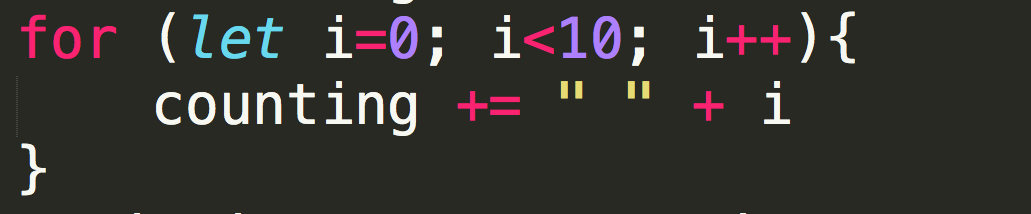 for (let i=0; i<10; i++){
    counting += " " + i
}